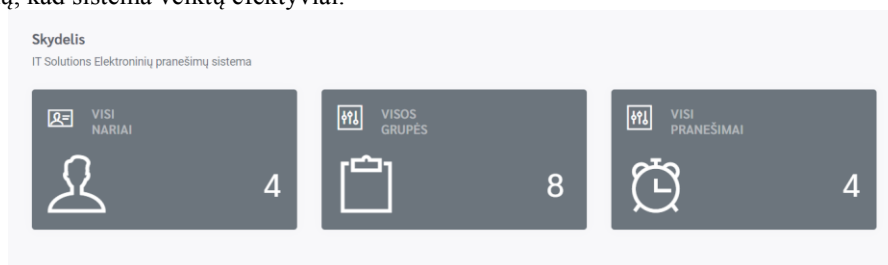 kad sistema veiktų efektyviai.
Skydelis
IT Solutions Elektroninių pranešimų sistema
VISI
NARIAI
4
VISOS
GRUPĖS
8
VISI
PRANEŠIMAI
4